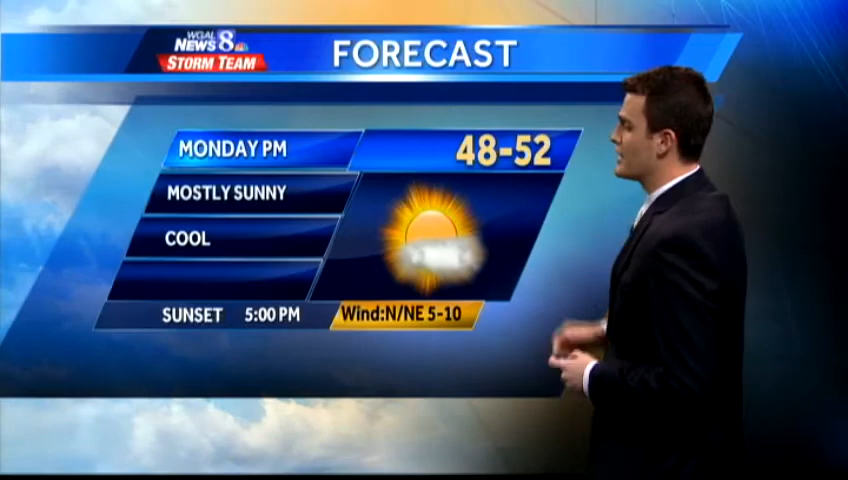 WGAL
NEWS 8
STORM TEAM
FORECAST
MONDAY PM
48-52
MOSTLY SUNNY
COOL
SUNSET 5:00 PM
Wind:N/NE 5-10